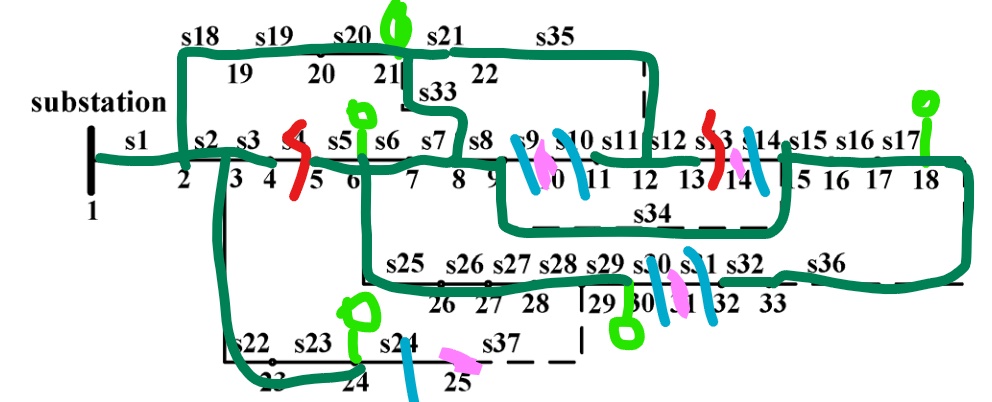 s18 s19 s20 s21 s35
19 20 21 22
substation s33
s1 s2 s3 s4 s5 s6 s7 s8 s9 s10 s11 s12 s13 s14 s15 s16 s17
1 2 3 4 5 6 7 8 9 10 11 12 13 14 15 16 17 18
s34
s25 s26 s27 s28 s29 s30 s31 s32 s36
26 27 28 29 30 31 32 33
s22 s23 s24 s37
23 24 25